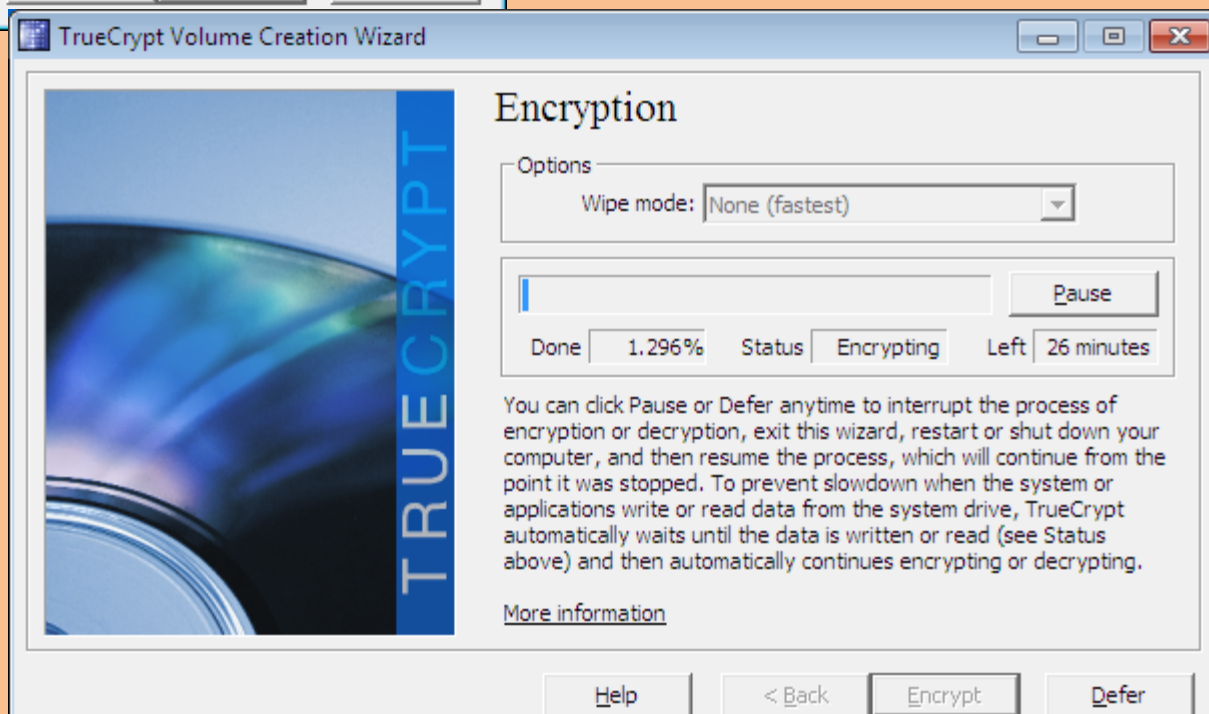 TrueCrypt Volume Creation Wizard
TRUECRYPT
Encryption
Options
Wipe mode: None (fastest)
Pause
Done 1.296% Status Encrypting Left 26 minutes
You can click Pause or Defer anytime to interrupt the process of
encryption or decryption, exit this wizard, restart or shut down your
computer, and then resume the process, which will continue from the
point it was stopped. To prevent slowdown when the system or
applications write or read data from the system drive, TrueCrypt
automatically waits until the data is written or read (see Status
above) and then automatically continues encrypting or decrypting.
More information
Help < Back Encrypt Defer